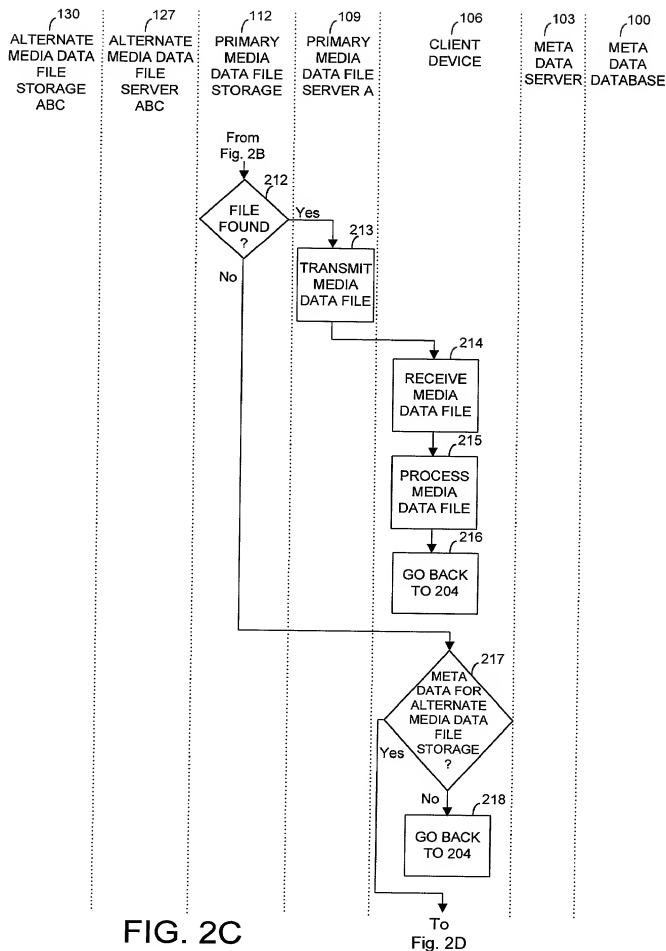 130
ALTERNATE
MEDIA DATA
FILE
STORAGE
ABC
127
ALTERNATE
MEDIA DATA
FILE
SERVER
ABC
112
PRIMARY
MEDIA
DATA FILE
STORAGE
109
PRIMARY
MEDIA
DATA FILE
SERVER A
106
CLIENT
DEVICE
103
META
DATA
SERVER
100
META
DATA
DATABASE
From
Fig. 2B
212
FILE
FOUND
?
Yes
No
213
TRANSMIT
MEDIA
DATA FILE
214
RECEIVE
MEDIA
DATA FILE
215
PROCESS
MEDIA
DATA FILE
216
GO BACK
TO 204
217
META
DATA FOR
ALTERNATE
MEDIA DATA
FILE
STORAGE
?
Yes
No
218
GO BACK
TO 204
To
Fig. 2D
FIG. 2C